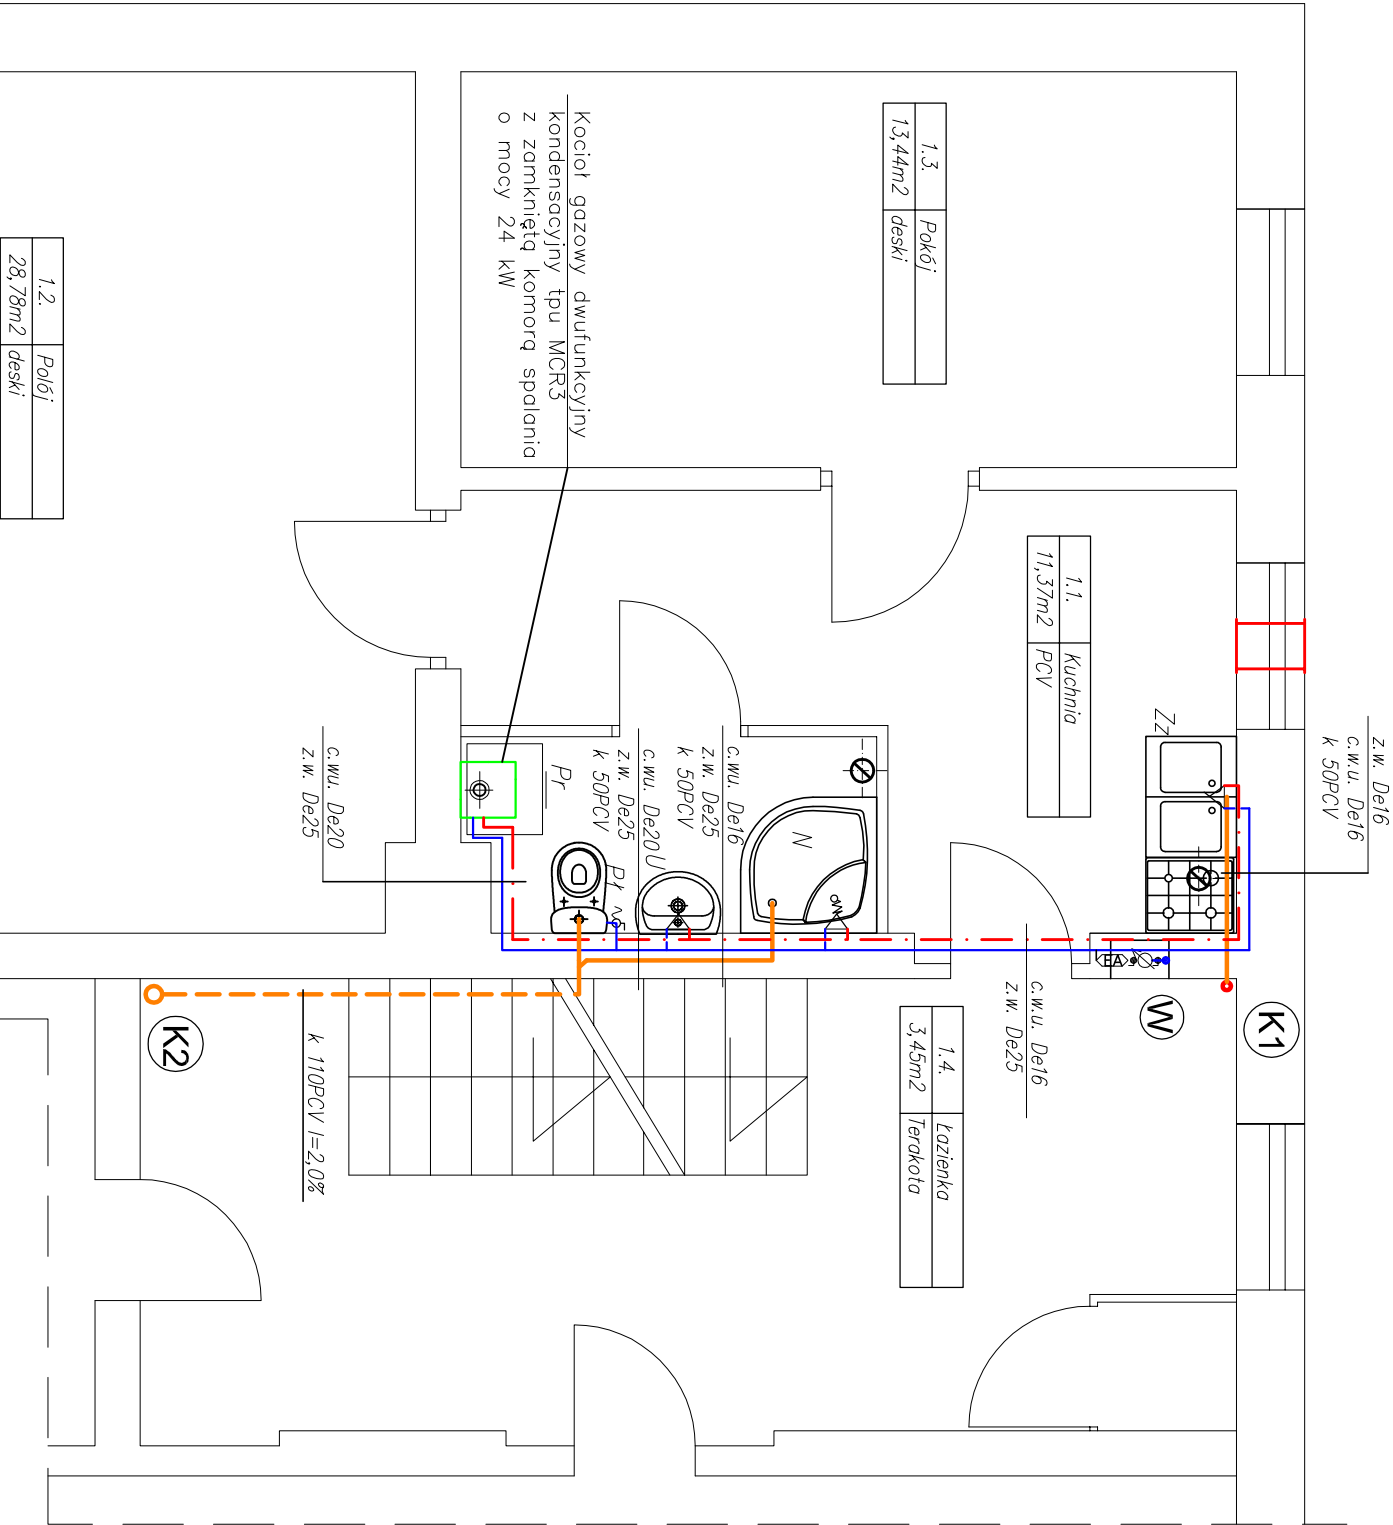 z.w. De16
c.w.u. De16
k 50PCV
K1
Zz
W
EA
1.1. Kuchnia
11,37m2 PCV
c.w.u. De16
z.w. De25
1.3. Pokój
13,44m2 deski
1.4. Łazienka
3,45m2 Terakota
N
c.wu. De16
z.w. De25
k 50PCV
c.wu. De20
U
z.w. De25
k 50PCV
Pł
Pr
Kocioł gazowy dwufunkcyjny
kondensacyjny tpu MCR3
z zamkniętą komorą spalania
o mocy 24 kW
c.wu. De20
z.w. De25
k 110PCV i=2,0%
K2
1.2. Polój
28,78m2 deski